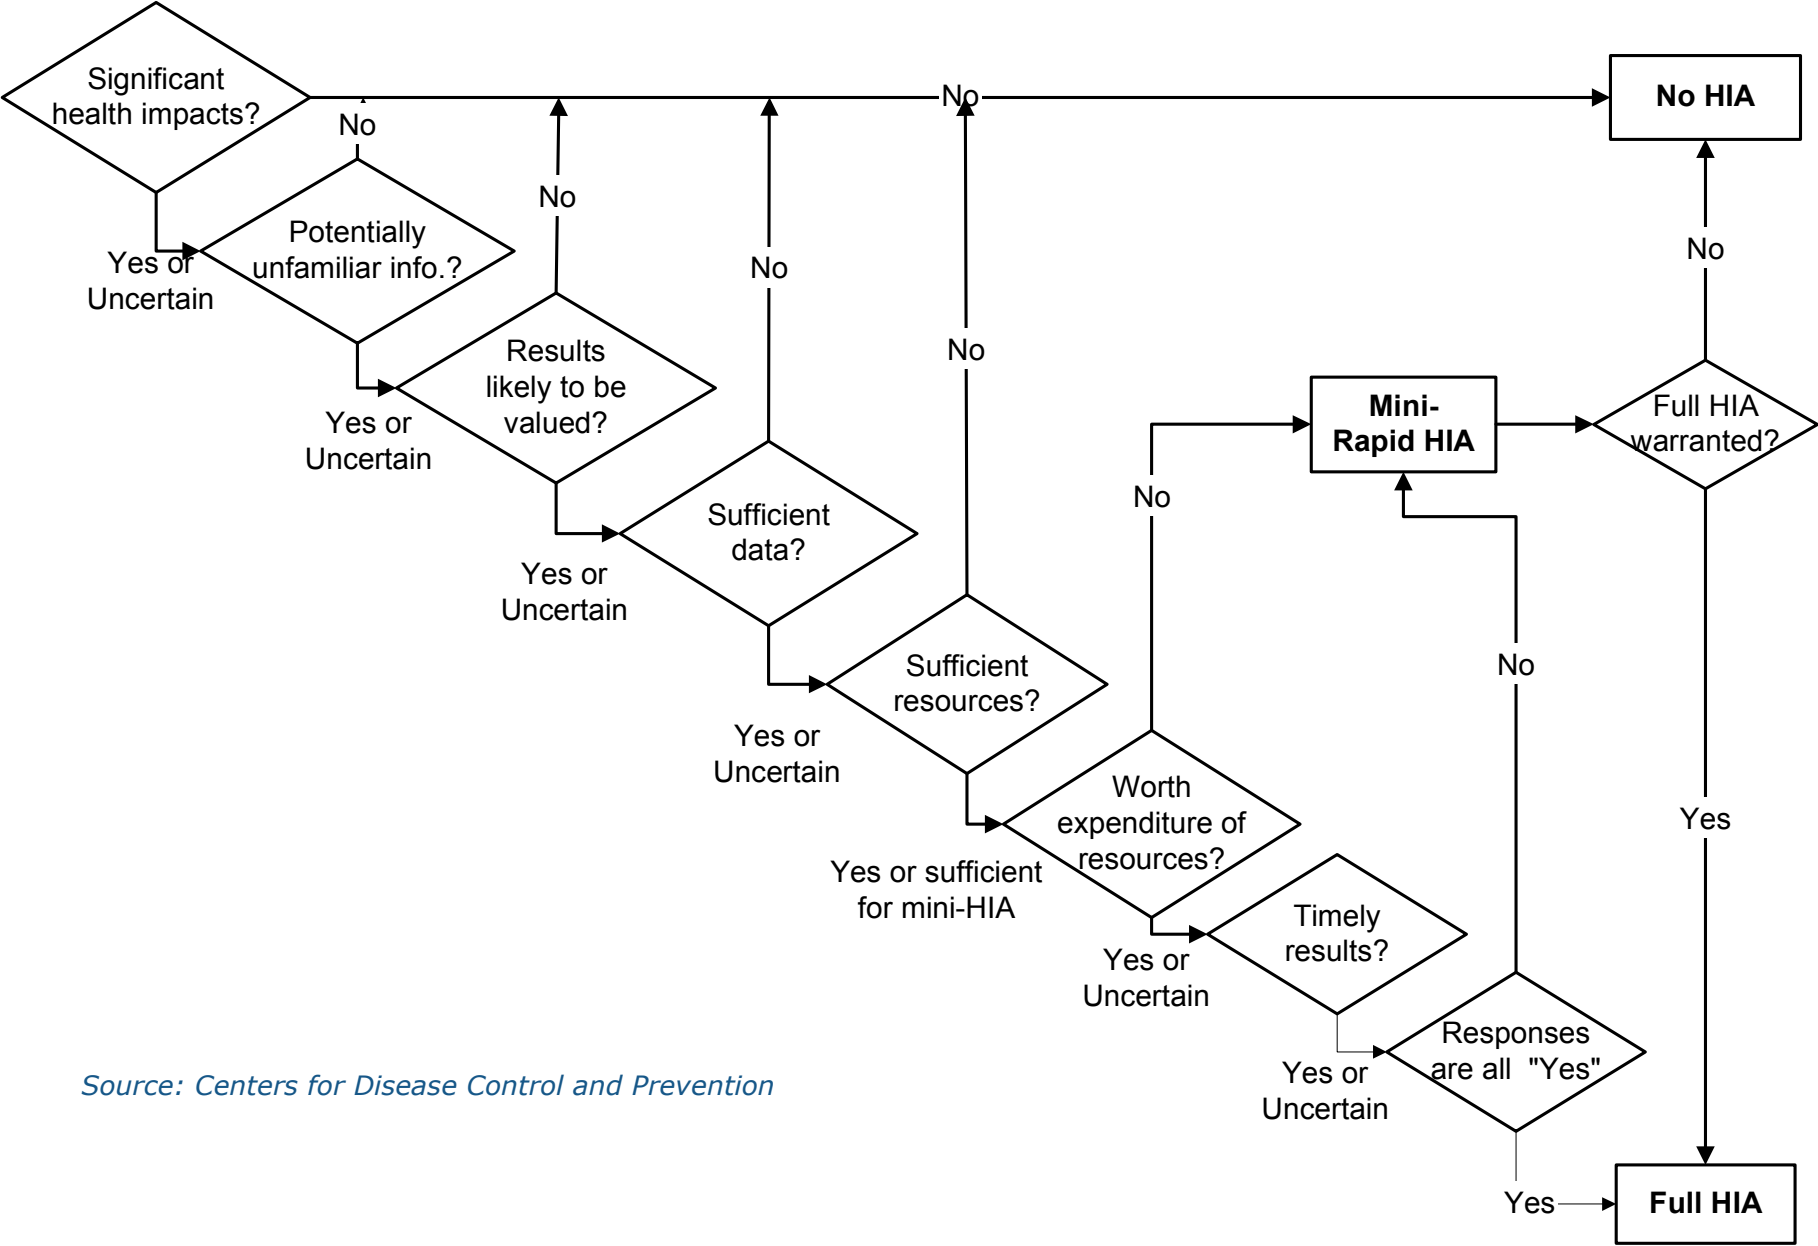 Significant
health impacts?
No
No HIA
No
Potentially
unfamiliar info.?
Yes or
Uncertain
No
Results
likely to be
valued?
Yes or
Uncertain
No
Sufficient
data?
Yes or
Uncertain
No
Sufficient
resources?
Yes or
Uncertain
No
Worth
expenditure of
resources?
Yes or sufficient
for mini-HIA
Mini-
Rapid HIA
Full HIA
warranted?
No
Yes
Timely
results?
Yes or
Uncertain
No
Responses
are all  "Yes"
Yes or
Uncertain
Yes
Full HIA
Source: Centers for Disease Control and Prevention